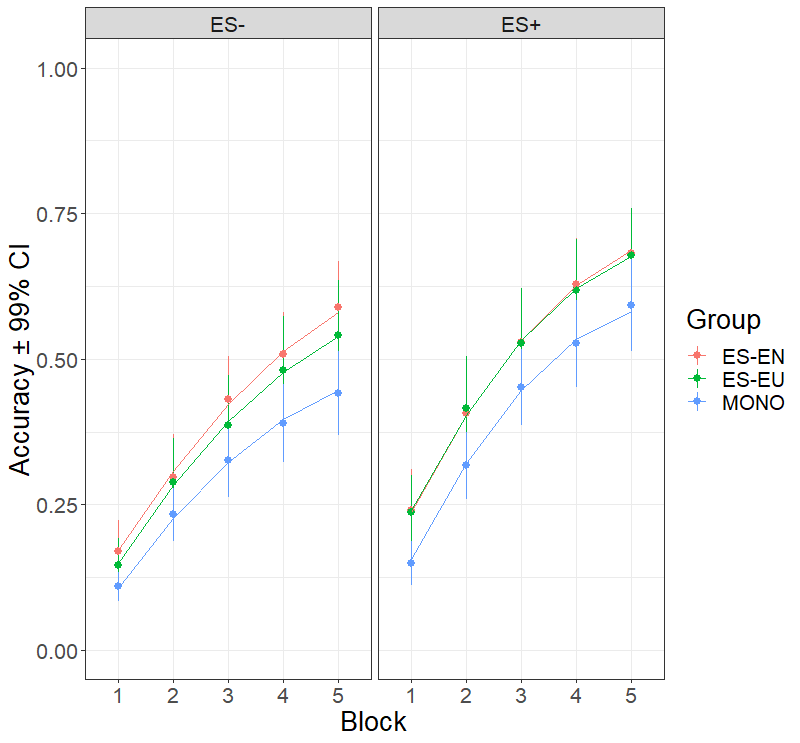 ES-
ES+
Accuracy ± 99% CI
1.00
0.75
0.50
0.25
0.00
1 2 3 4 5
1 2 3 4 5
Block
Group
ES-EN
ES-EU
MONO